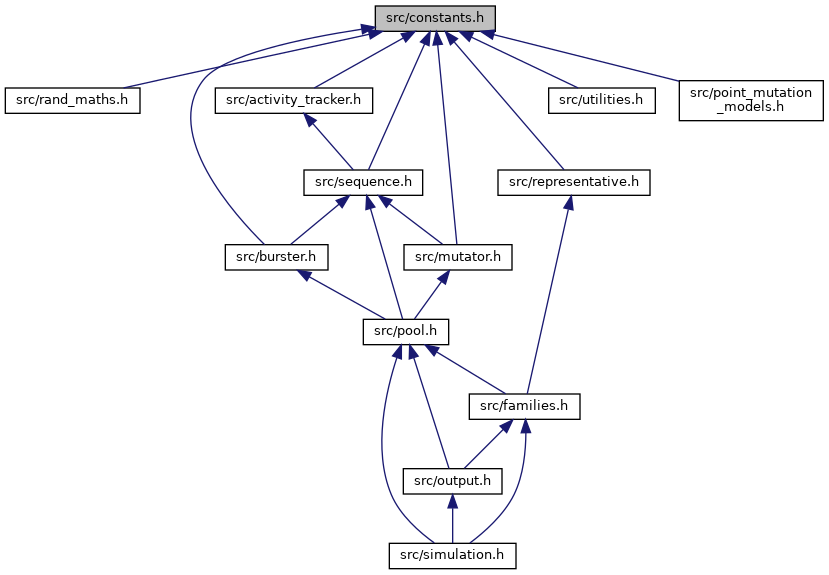 src/constants.h
src/rand_maths.h
src/activity_tracker.h
src/utilities.h
src/point_mutation
_models.h
src/sequence.h
src/representative.h
src/burster.h
src/mutator.h
src/pool.h
src/families.h
src/output.h
src/simulation.h